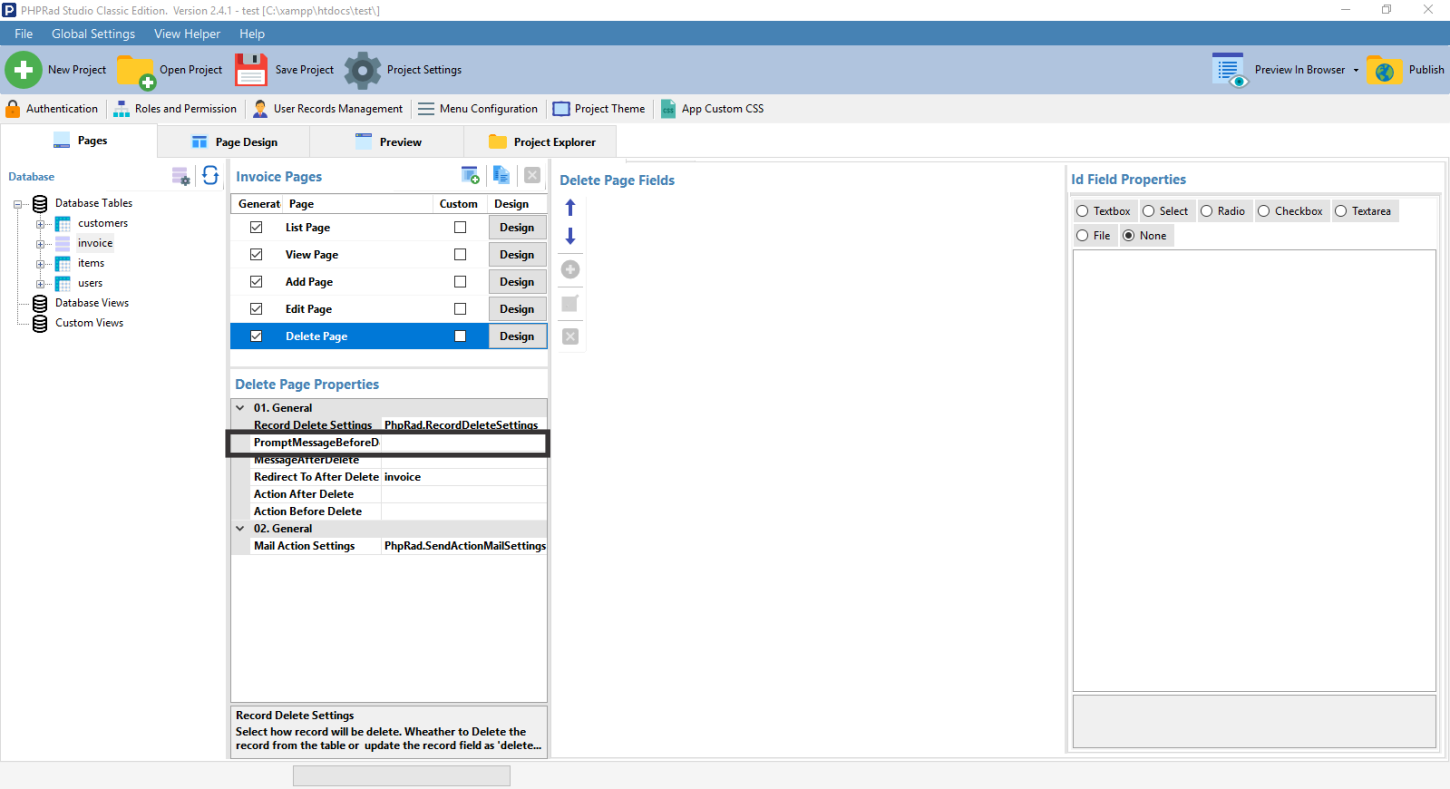 PHPRad Studio Classic Edition. Version 2.4.1 - test [C:\xampp\htdocs\test\]
File Global Settings View Helper Help
New Project Open Project Save Project Project Settings Preview In Browser Publish
Authentication Roles and Permission User Records Management Menu Configuration Project Theme App Custom CSS
Pages Page Design Preview Project Explorer
Database
Database Tables
customers
invoice
items
users
Database Views
Custom Views
Invoice Pages
Generat Page Custom Design
List Page Design
View Page Design
Add Page Design
Edit Page Design
Delete Page Design
Delete Page Properties
01. General
Record Delete Settings PhpRad.RecordDeleteSettings
PromptMessageBeforeD
MessageAfterDelete
Redirect To After Delete invoice
Action After Delete
Action Before Delete
02. General
Mail Action Settings PhpRad.SendActionMailSettings
Record Delete Settings
Select how record will be delete. Wheather to Delete the
record from the table or update the record field as 'delete...
Delete Page Fields
Id Field Properties
Textbox Select Radio Checkbox Textarea
File None